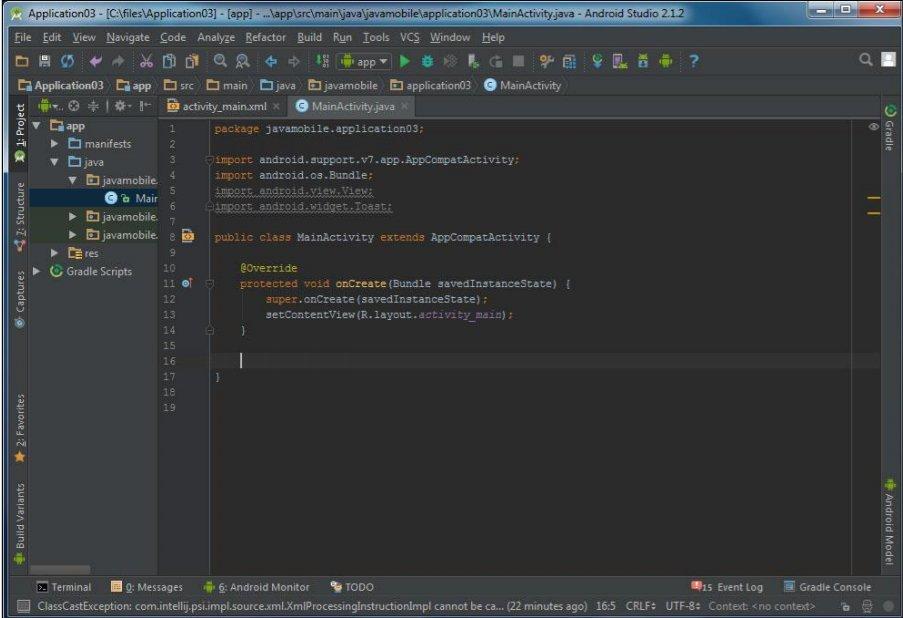 Application03 - [C:\files\Application03] - [app] - ...\app\src\main\java\javamobile\application03\MainActivity.java - Android Studio 2.1.2
File Edit View Navigate Code Analyze Refactor Build Run Tools VCS Window Help
app
Application03 app src main java javamobile application03 MainActivity
activity_main.xml MainActivity.java
1: Project
7: Structure
Captures
2: Favorites
Build Variants
app
manifests
java
javamobile.
Mair
javamobile.
javamobile.
res
Gradle Scripts
1 package javamobile.application03;
2
3 import android.support.v7.app.AppCompatActivity;
4 import android.os.Bundle;
5 import android.view.View;
6 import android.widget.Toast;
7
8 public class MainActivity extends AppCompatActivity {
9
10 @Override
11 protected void onCreate(Bundle savedInstanceState) {
12 super.onCreate(savedInstanceState);
13 setContentView(R.layout.activity_main);
14 }
15
16
17 }
18
19
Gradle
Android Model
Terminal 0: Messages 6: Android Monitor TODO 15 Event Log Gradle Console
ClassCastException: com.intellij.psi.impl.source.xml.XmlProcessingInstructionImpl cannot be ca... (22 minutes ago) 16:5 CRLF UTF-8 Context: <no context>